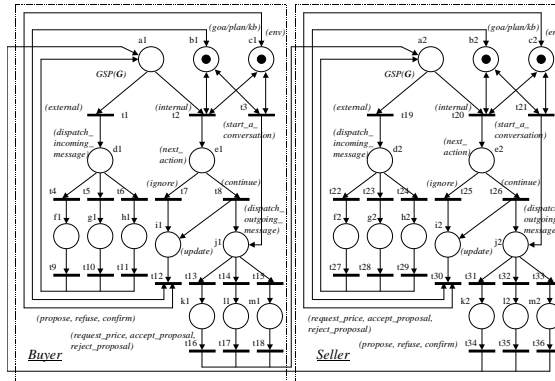 (goa/plan/kb)
(env)
a1
b1
c1
GSP(G)
(external)
t1
(internal)
t2
t3
(start_a_
conversation)
(dispatch_
incoming_
message)
d1
(next_
action)
e1
t4
t5
t6
(ignore)
t7
t8
(continue)
f1
g1
h1
i1
(dispatch_
outgoing_
message)
j1
(update)
t9
t10
t11
t12
t13
t14
t15
k1
l1
m1
(propose, refuse, confirm)
(request_price, accept_proposal,
reject_proposal)
Buyer
t16
t17
t18
(goa/plan/kb)
(env
a2
b2
c2
GSP(G)
(external)
t19
(internal)
t20
t21
(start_a_
conversation)
(dispatch_
incoming_
message)
d2
(next_
action)
e2
t22
t23
t24
(ignore)
t25
t26
(continue)
f2
g2
h2
i2
(dispatch
outgoing_
message)
j2
(update)
t27
t28
t29
t30
t31
t32
t33
k2
l2
m2
(request_price, accept_proposal,
reject_proposal)
(propose, refuse, confirm)
Seller
t34
t35
t36